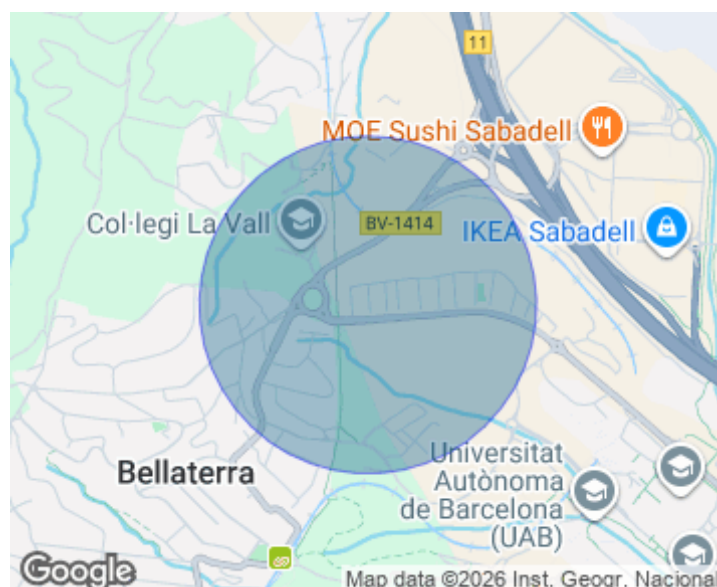 11
MOE Sushi Sabadell
Col·legi La Vall
BV-1414
IKEA Sabadell
Bellaterra
Universitat
Autònoma
de Barcelona
(UAB)
Google
Map data ©2026 Inst. Geogr. Nacional